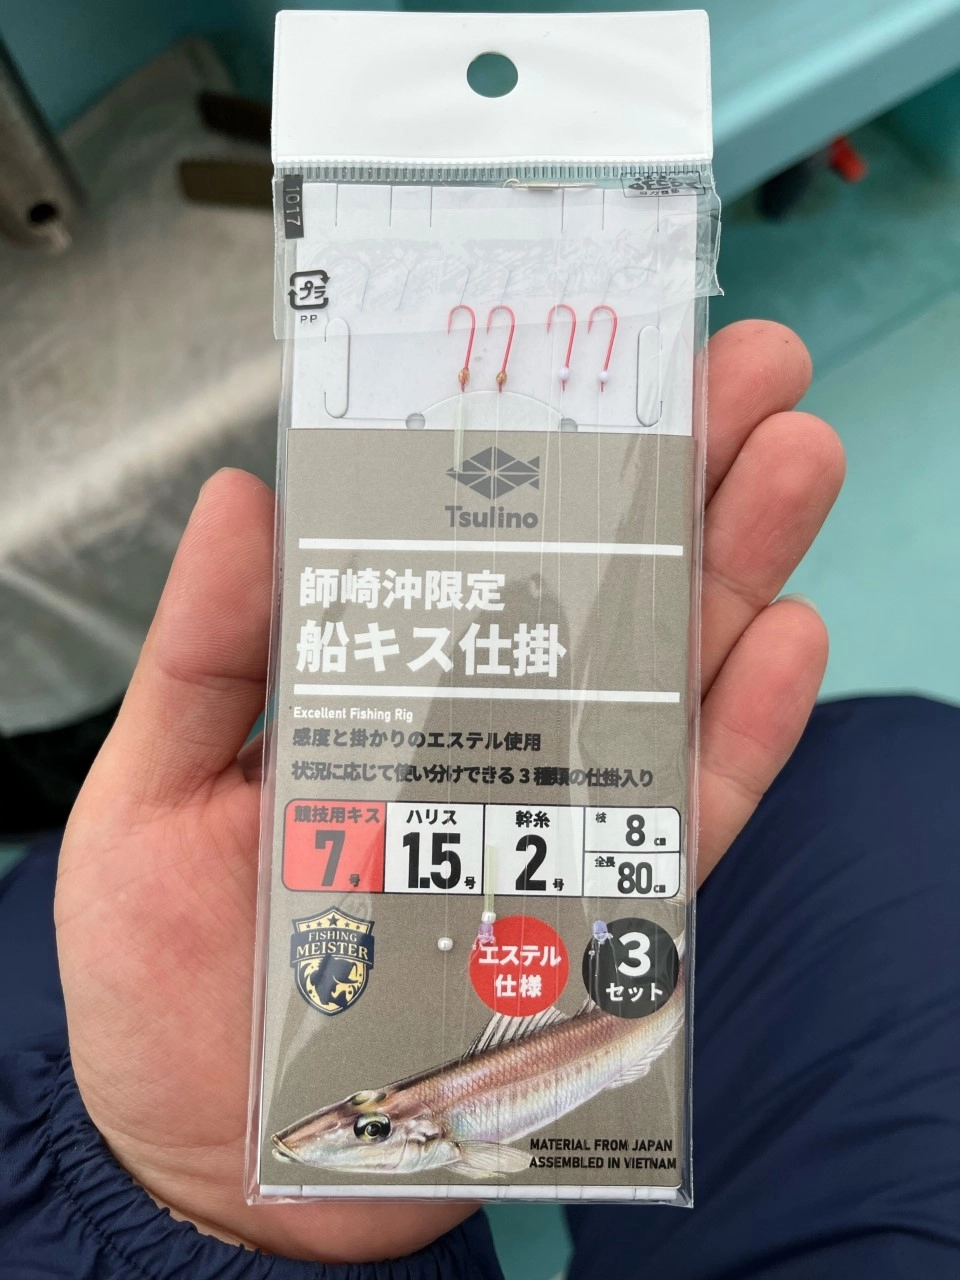 1017
プラ
PP
Tsulino
師崎沖限定
船キス仕掛
Excellent Fishing Rig
感度と掛かりのエステル使用
状況に応じて使い分けできる3種類の仕掛入り
競技用キス
7号
ハリス
1.5号
幹糸
2号
枝
8cm
全長
80cm
FISHING
MEISTER
エステル
仕様
3
セット
MATERIAL FROM JAPAN
ASSEMBLED IN VIETNAM